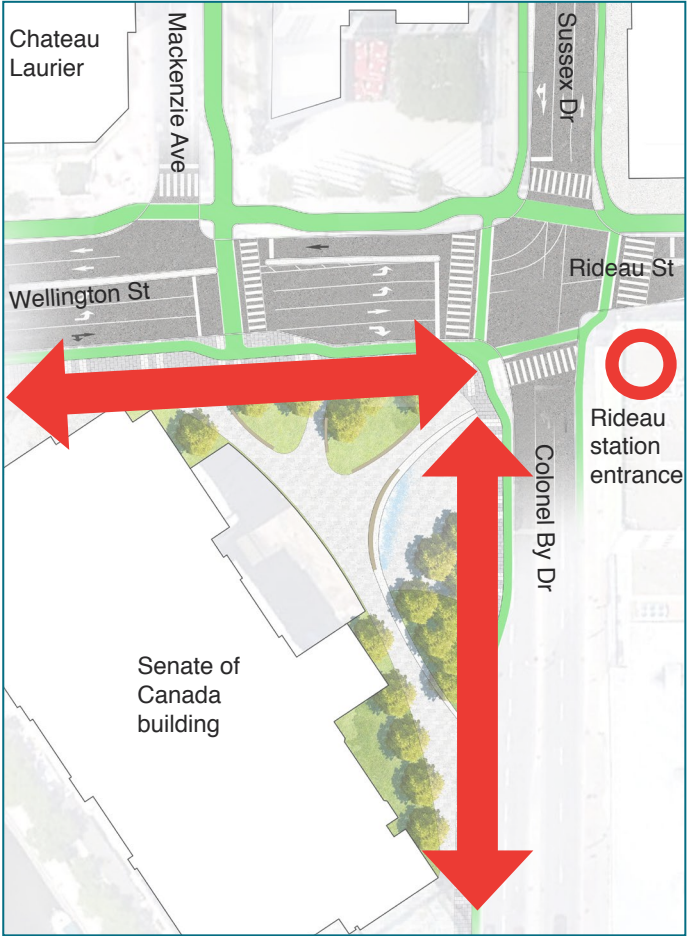 Chateau
Laurier
Mackenzie Ave
Sussex Dr
Rideau St
Wellington St
Rideau
station
entrance
Colonel By Dr
Senate of
Canada
building